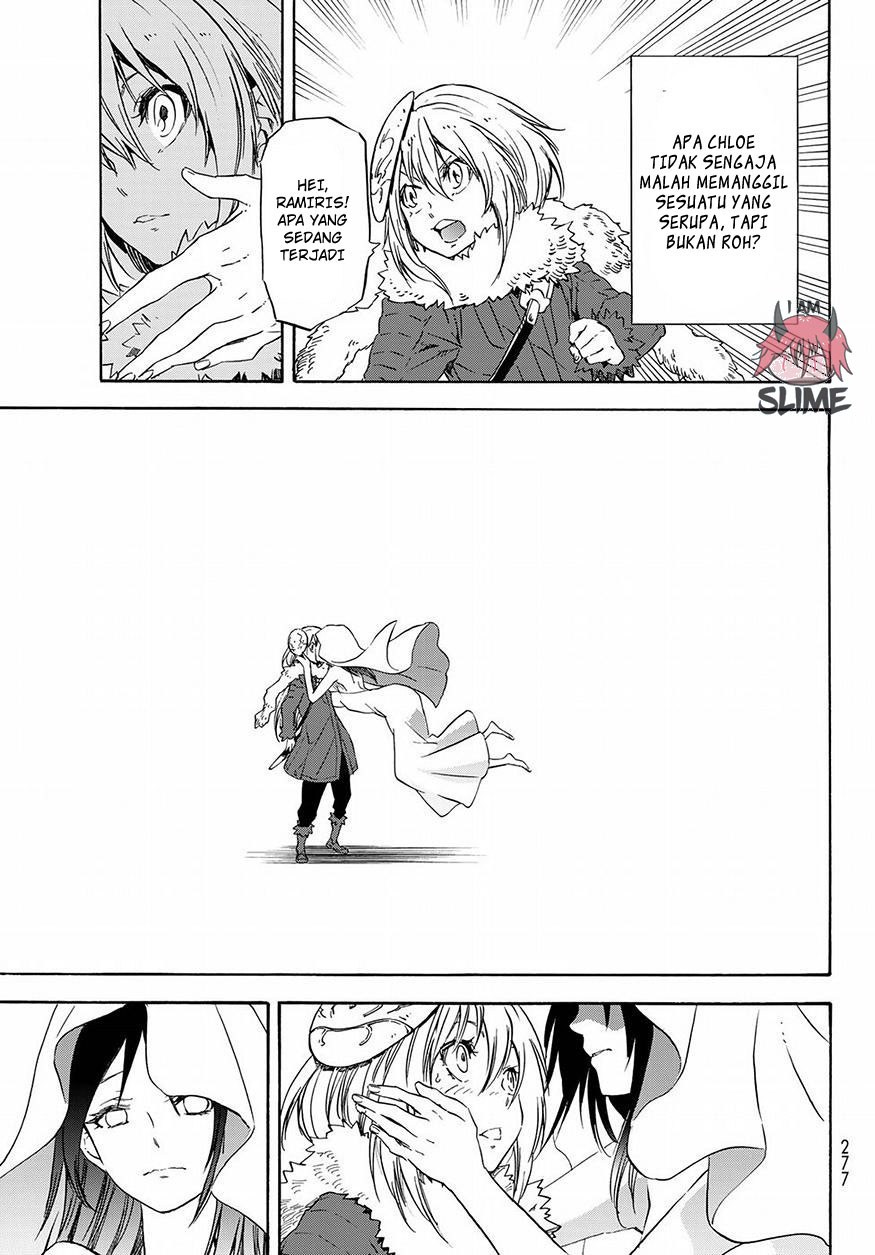 APA CHLOE
TIDAK SENGAJA
MALAH MEMANGGIL
SESUATU YANG
SERUPA, TAPI
BUKAN ROH?
HEI,
RAMIRIS!
APA YANG
SEDANG
TERJADI
I AM
SLIME
277